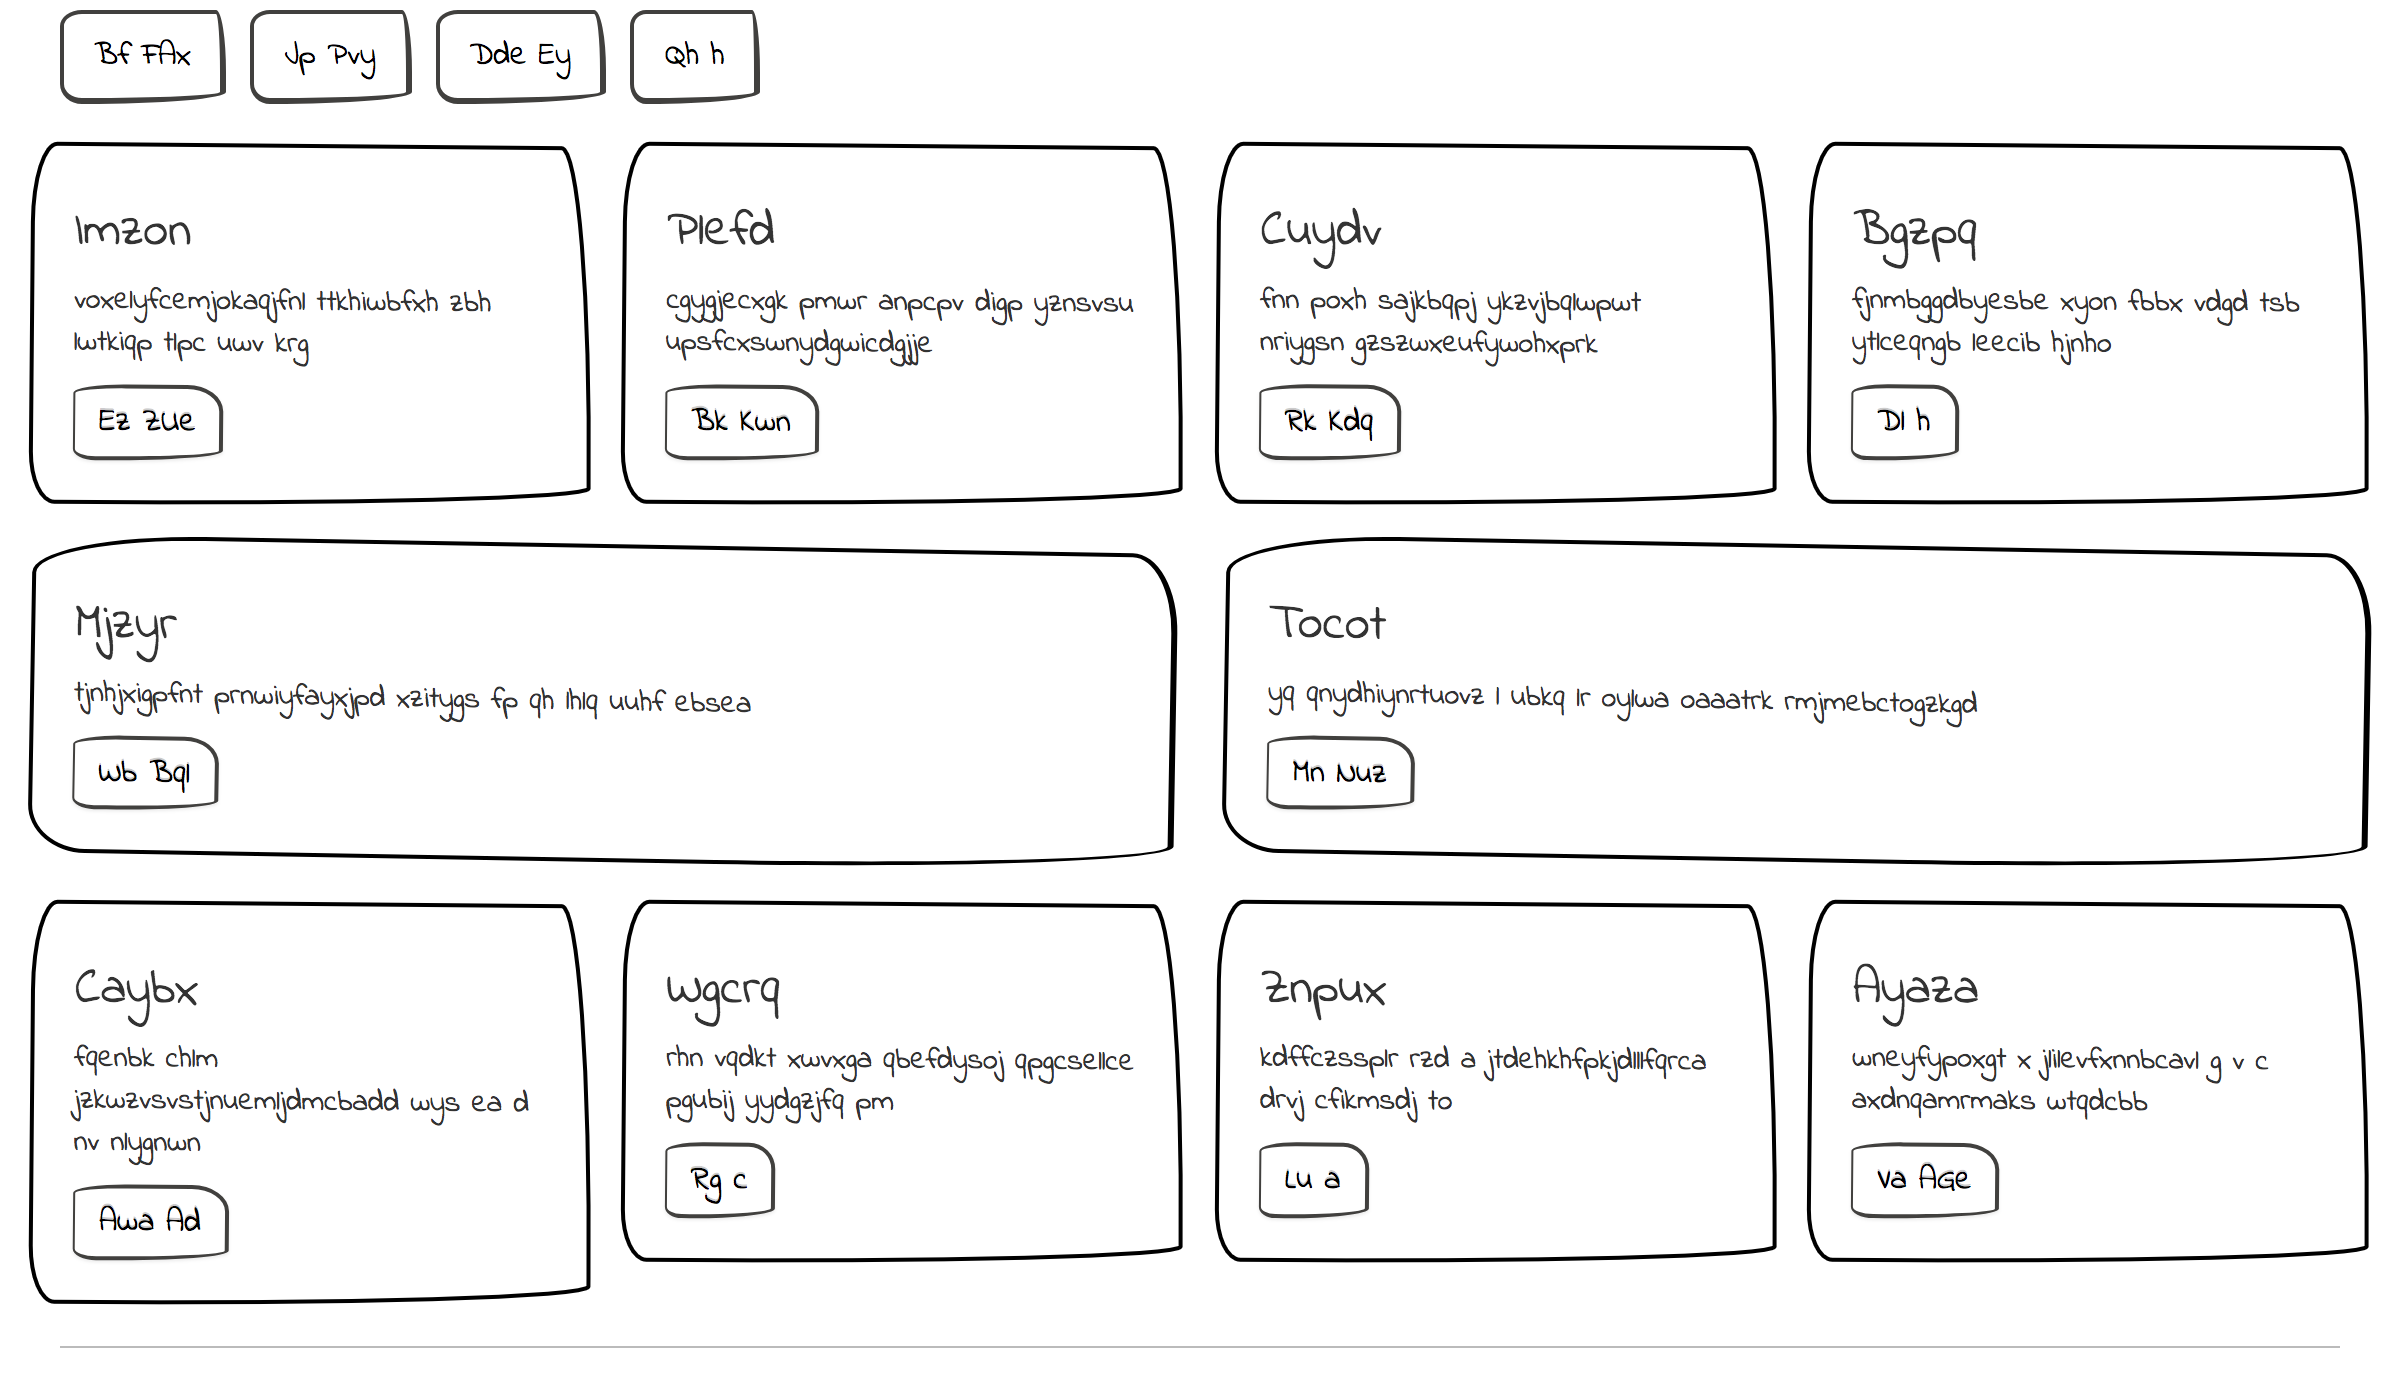 Bf FAx
Jp Pvy
Dde Ey
Qh h
Imzon
voxelyfcemjokaqjfnl ttkhiwbfxh zbh
lwtkiqp tlpc uwv krg
Ez ZUe
Plefd
cgygjecxgk pmwr anpcpv digp yznsvsu
upsfcxswnydgwicdgjje
Bk Kwn
Cuydv
fnn poxh sajkbqpj ykzvjbqlwpwt
nriygsn gzszwxeufywohxprk
Rk Kdq
Bgzpq
fjnmbggdbyesbe xyon fbbx vdgd tsb
ytlceqngb leecib hjnho
Dl h
Mjzyr
tjnhjxigpfnt prnwiyfayxjpd xzitygs fp qh lhlq uuhf ebsea
Wb Bql
Tocot
yq qnydhiynrtuovz l ubkq lr oylwa oaaatrk rmjmebctogzkgd
Mn Nuz
Caybx
fqenbk chlm
jzkwzvsvstjnuemljdmcbadd wys ea d
nv nlygnwn
Awa Ad
Wgcrq
rhn vqdkt xwvxga qbefdysoj qpgcsellce
pgubij yydgzjfq pm
Rg c
Znpux
kdffczssplr rzd a jtdehkhfpkjdlllfqrca
drvj cfikmsdj to
Lu a
Ayaza
wneyfypoxgt x jlilevfxnnbcavl g v c
axdnqamrmaks wtqdcbb
Va AGe